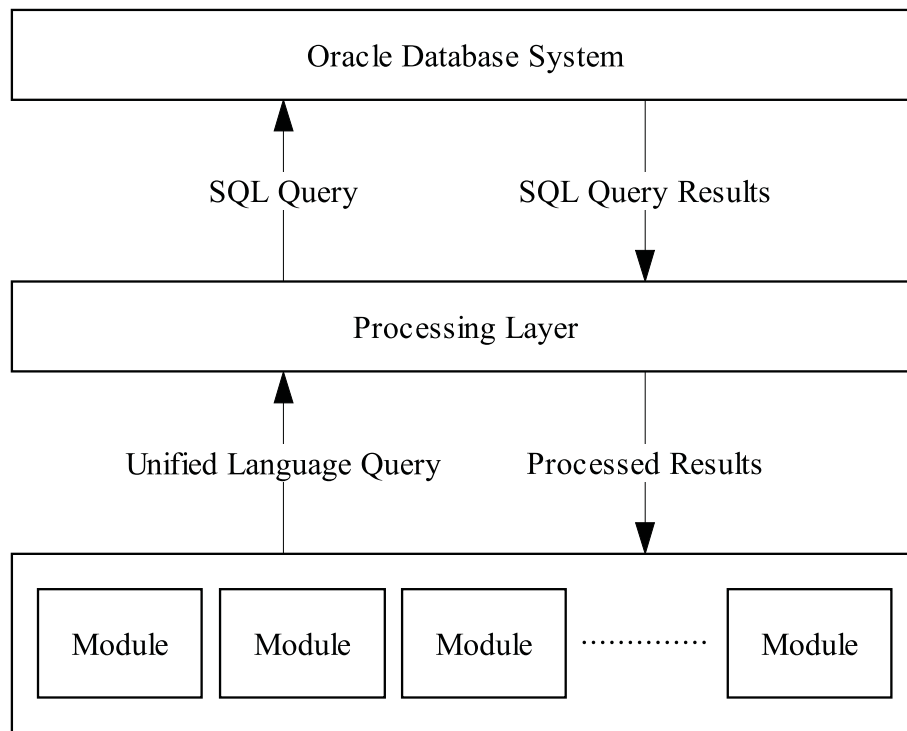 Oracle Database System
SQL Query
SQL Query Results
Processing Layer
Unified Language Query
Processed Results
Module
Module
Module
..............
Module